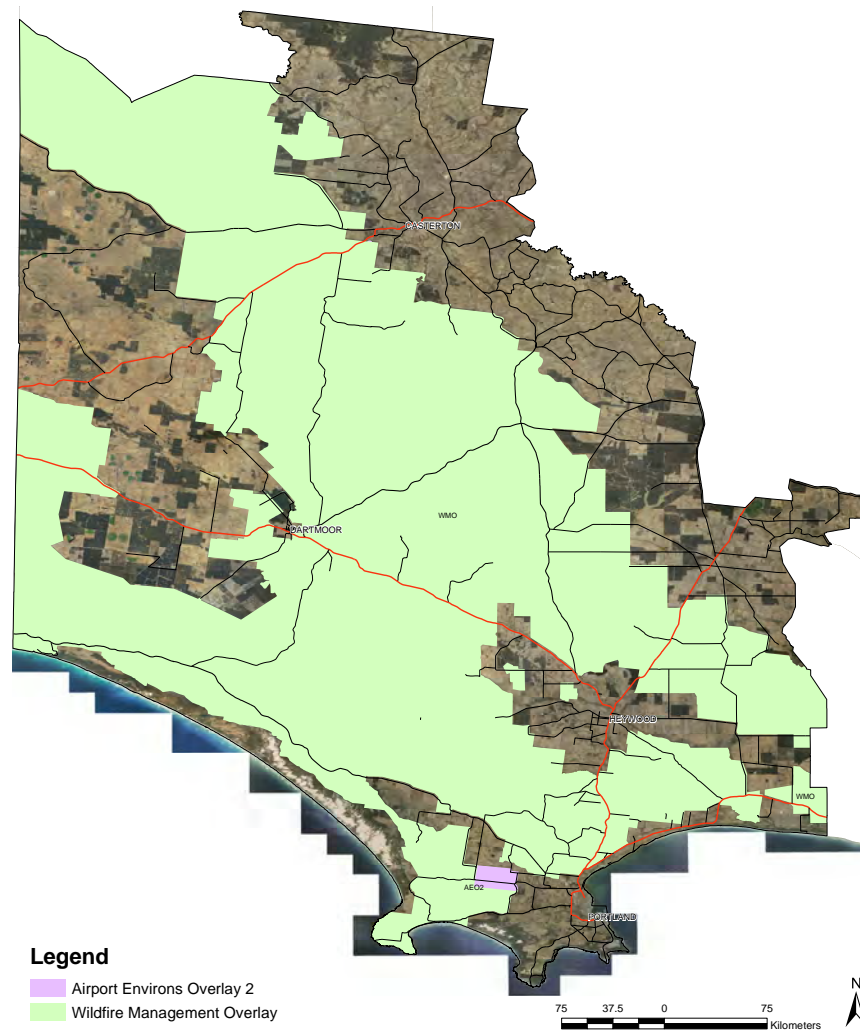 CASTERTON
WMO
DARTMOOR
HEYWOOD
WMO
AEO2
PORTLAND
Legend
Airport Environs Overlay 2
Wildfire Management Overlay
N
75 37.5 0 75
Kilometers